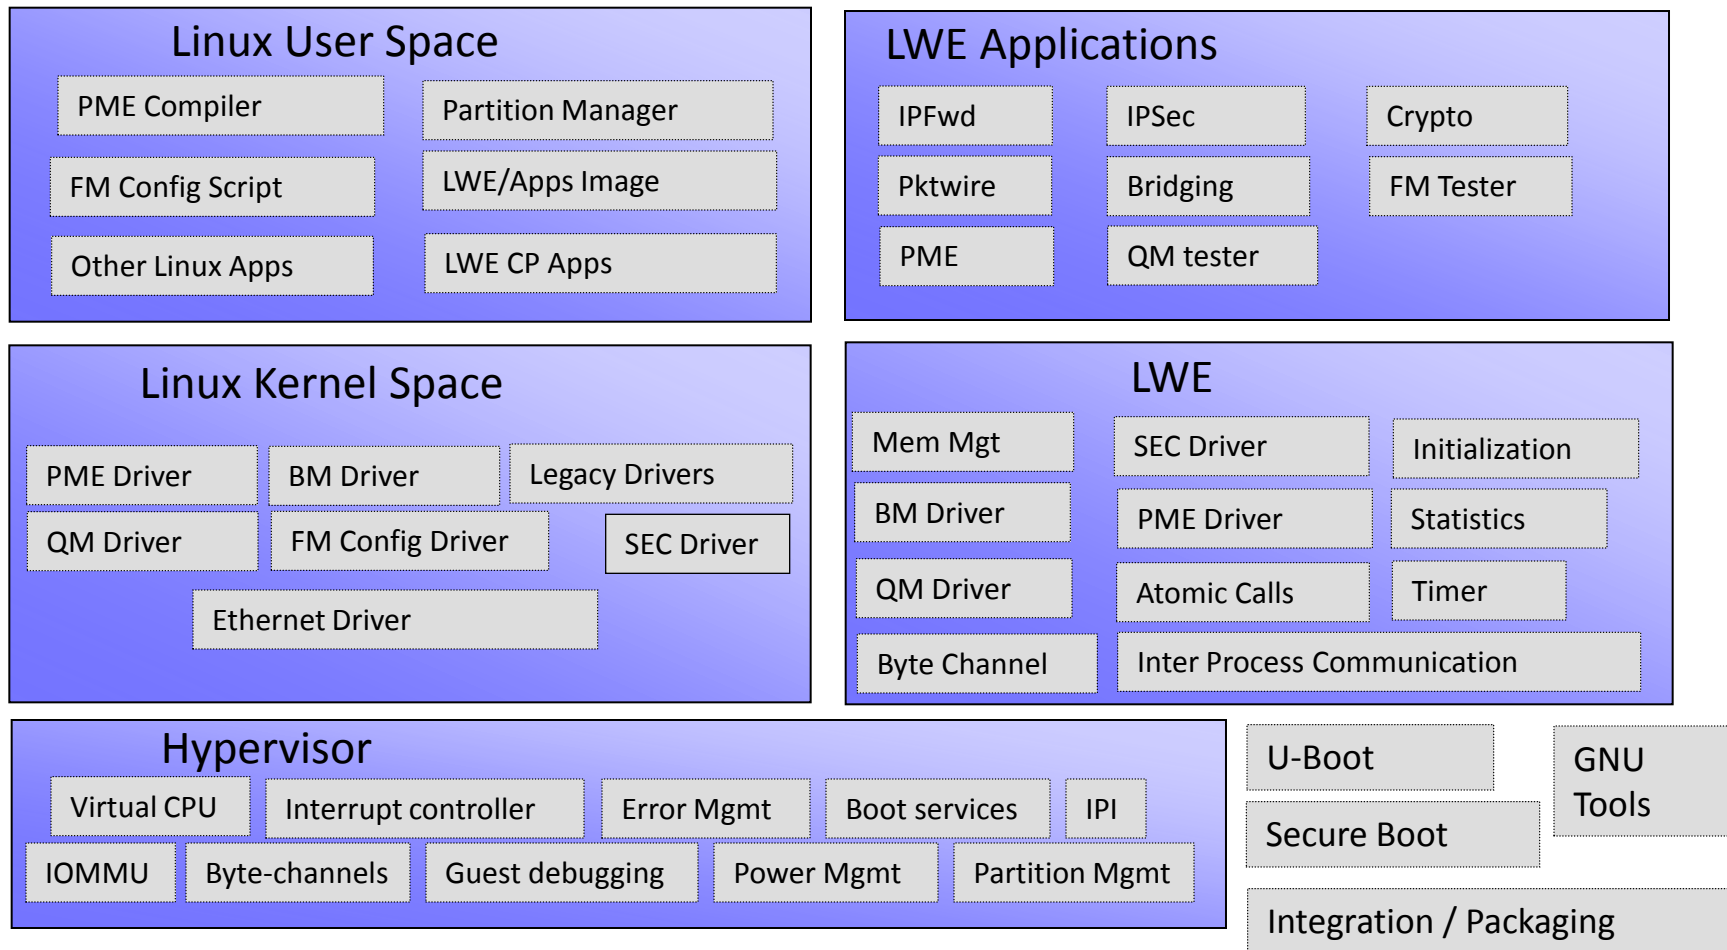 Linux User Space
PME Compiler
Partition Manager
FM Config Script
LWE/Apps Image
Other Linux Apps
LWE CP Apps
LWE Applications
IPFwd
IPSec
Crypto
Pktwire
Bridging
FM Tester
PME
QM tester
Linux Kernel Space
PME Driver
BM Driver
Legacy Drivers
QM Driver
FM Config Driver
SEC Driver
Ethernet Driver
LWE
Mem Mgt
SEC Driver
Initialization
BM Driver
PME Driver
Statistics
QM Driver
Atomic Calls
Timer
Byte Channel
Inter Process Communication
Hypervisor
Virtual CPU
Interrupt controller
Error Mgmt
Boot services
IPI
IOMMU
Byte-channels
Guest debugging
Power Mgmt
Partition Mgmt
U-Boot
GNU
Tools
Secure Boot
Integration / Packaging